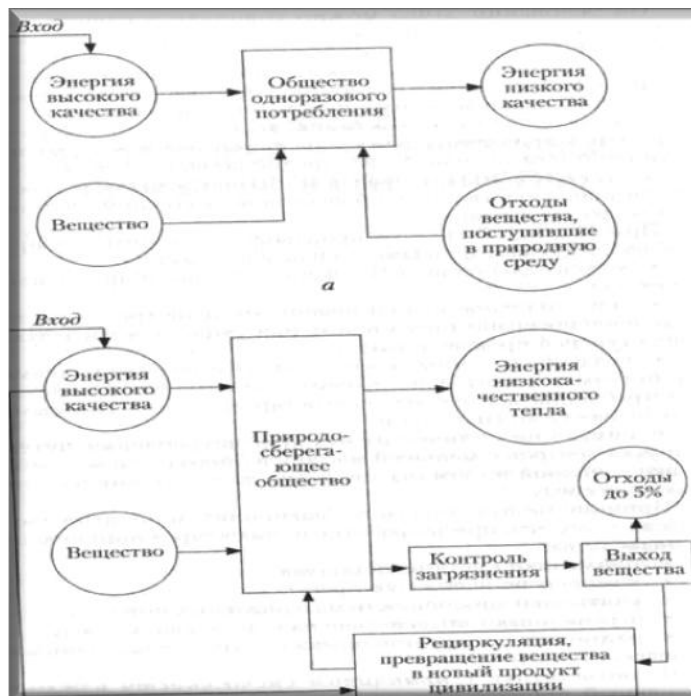 Вход
Энергия
высокого
качества
Общество
одноразового
потребления
Энергия
низкого
качества
Вещество
Отходы
вещества,
поступившие
в природную
среду
а
Вход
Энергия
высокого
качества
Природо-
сберега-
ющее
общество
Энергия
низкока-
чественного
тепла
Отходы
до 5%
Вещество
Контроль
загрязнения
Выход
вещества
Рециркуляция,
превращение вещества
в новый продукт
цивилизации